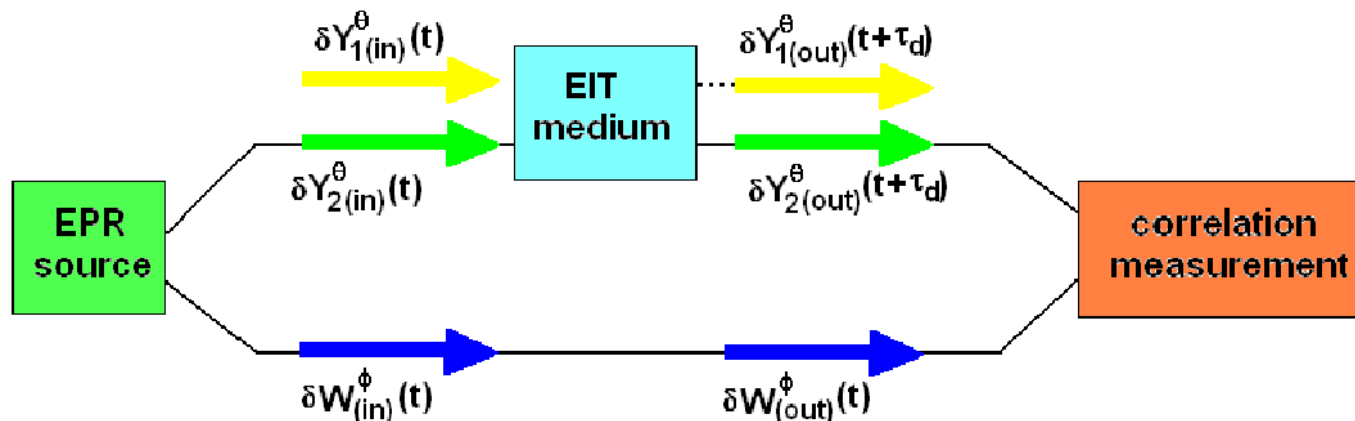 δY^θ_1(in)(t)
EIT
medium
δY^θ_1(out)(t+τ_d)
δY^θ_2(in)(t)
δY^θ_2(out)(t+τ_d)
EPR
source
correlation
measurement
δW^ϕ_(in)(t)
δW^ϕ_(out)(t)